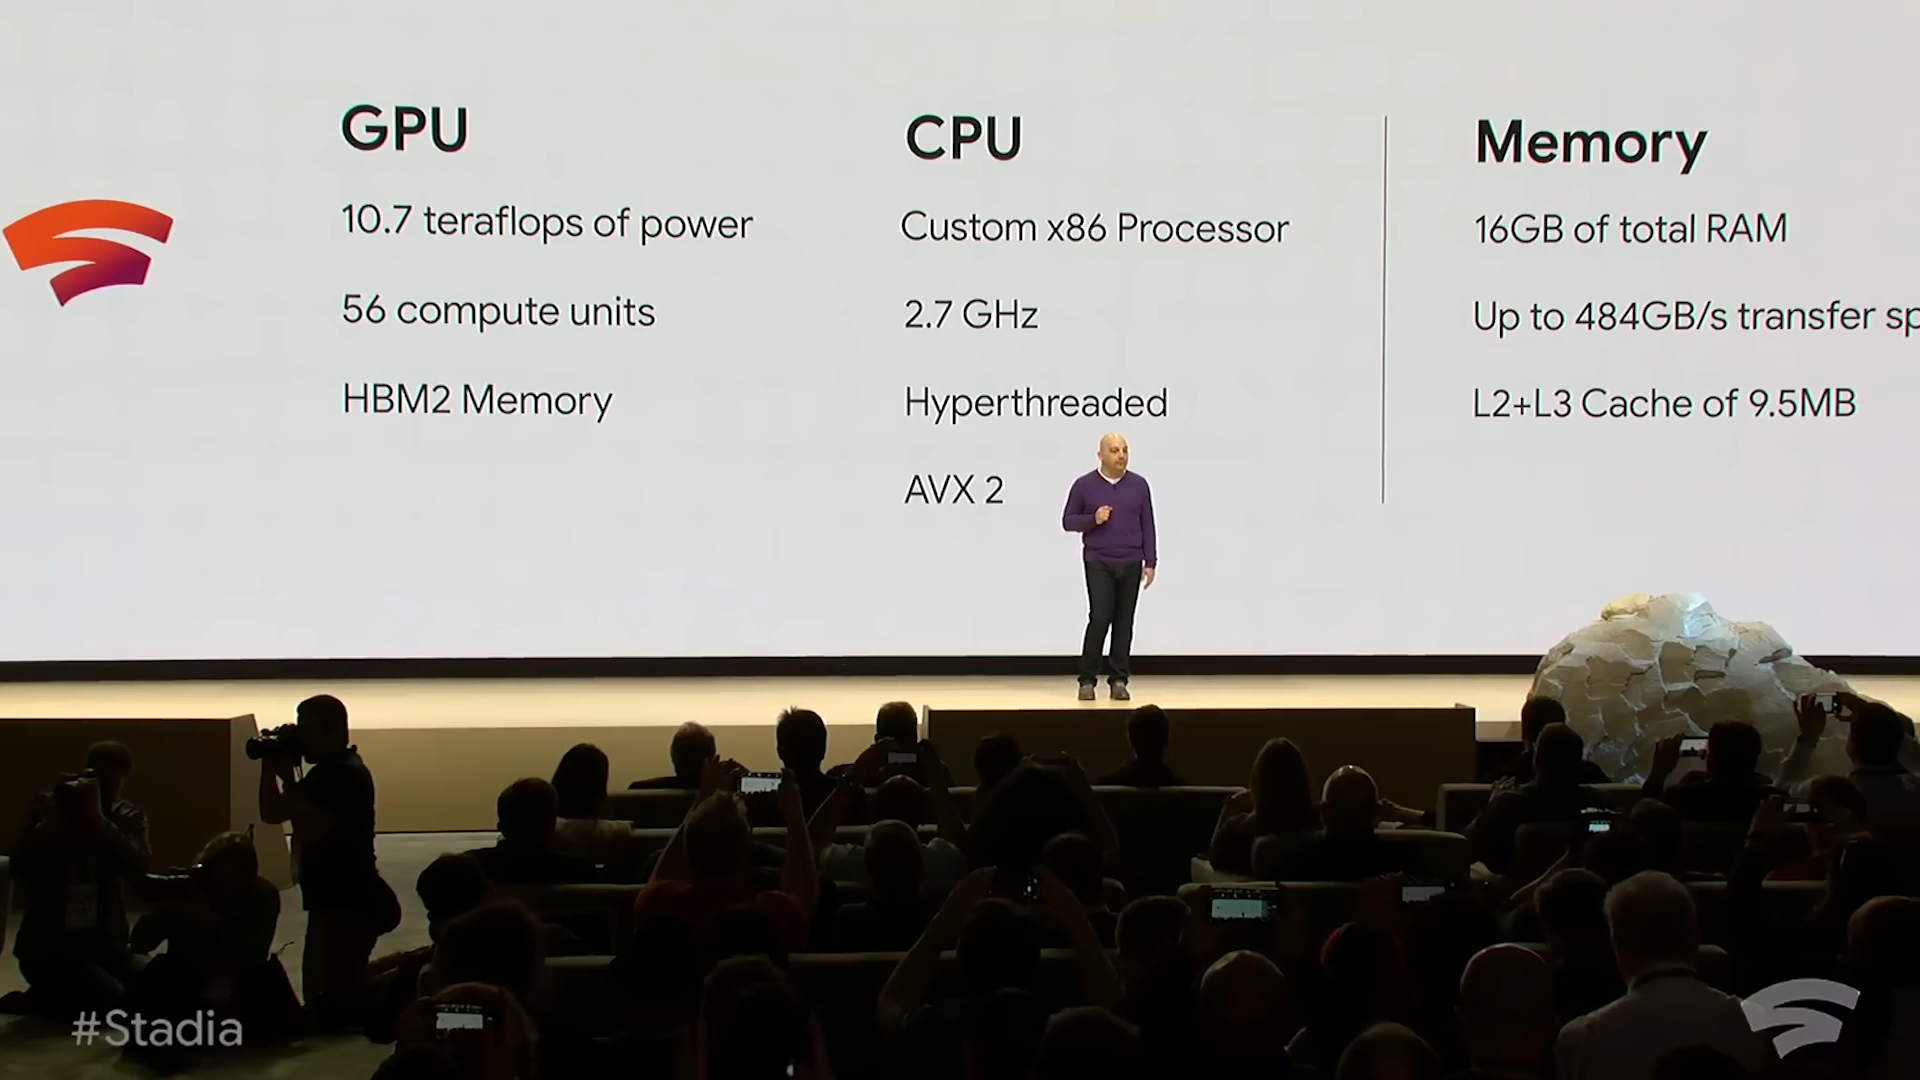 GPU
10.7 teraflops of power
56 compute units
HBM2 Memory
CPU
Custom x86 Processor
2.7 GHz
Hyperthreaded
AVX 2
Memory
16GB of total RAM
Up to 484GB/s transfer sp
L2+L3 Cache of 9.5MB
#Stadia